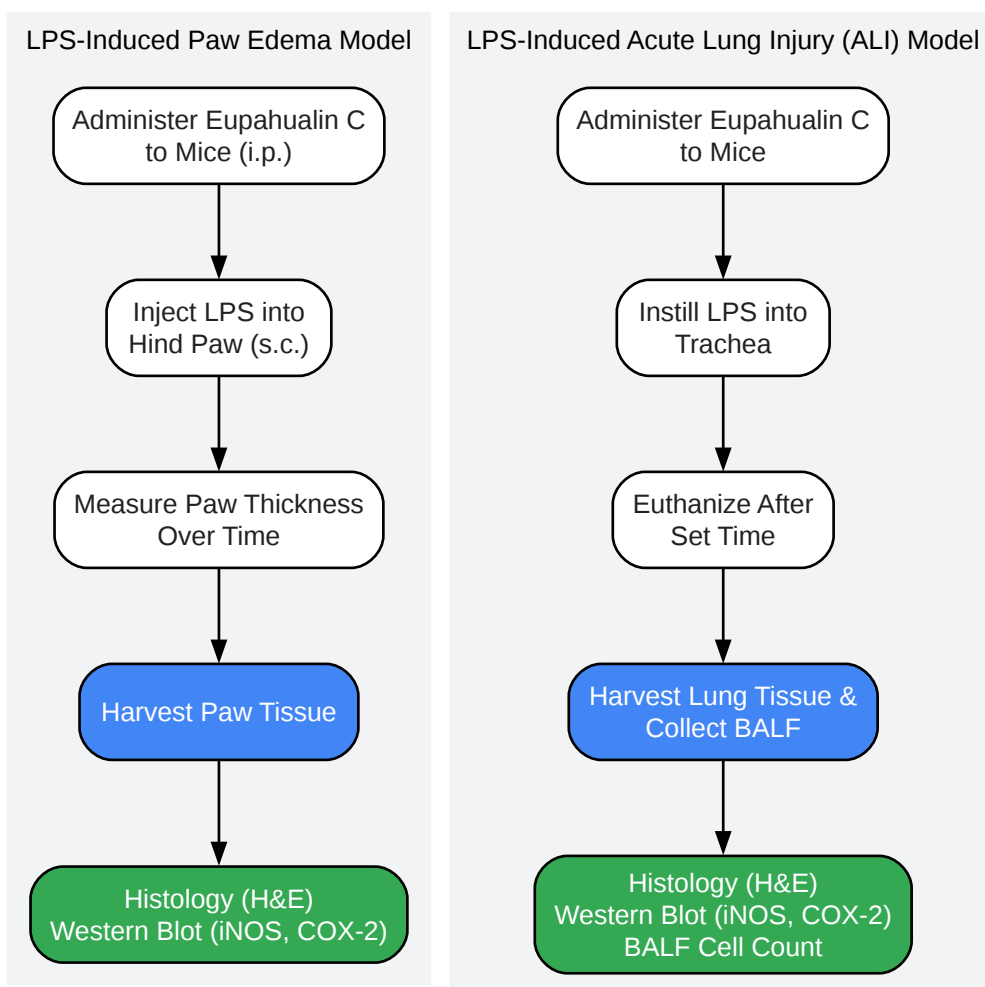 LPS-Induced Paw Edema Model
Administer Eupahualin C
to Mice (i.p.)
Inject LPS into
Hind Paw (s.c.)
Measure Paw Thickness
Over Time
Harvest Paw Tissue
Histology (H&E)
Western Blot (iNOS, COX-2)
LPS-Induced Acute Lung Injury (ALI) Model
Administer Eupahualin C
to Mice
Instill LPS into
Trachea
Euthanize After
Set Time
Harvest Lung Tissue &
Collect BALF
Histology (H&E)
Western Blot (iNOS, COX-2)
BALF Cell Count